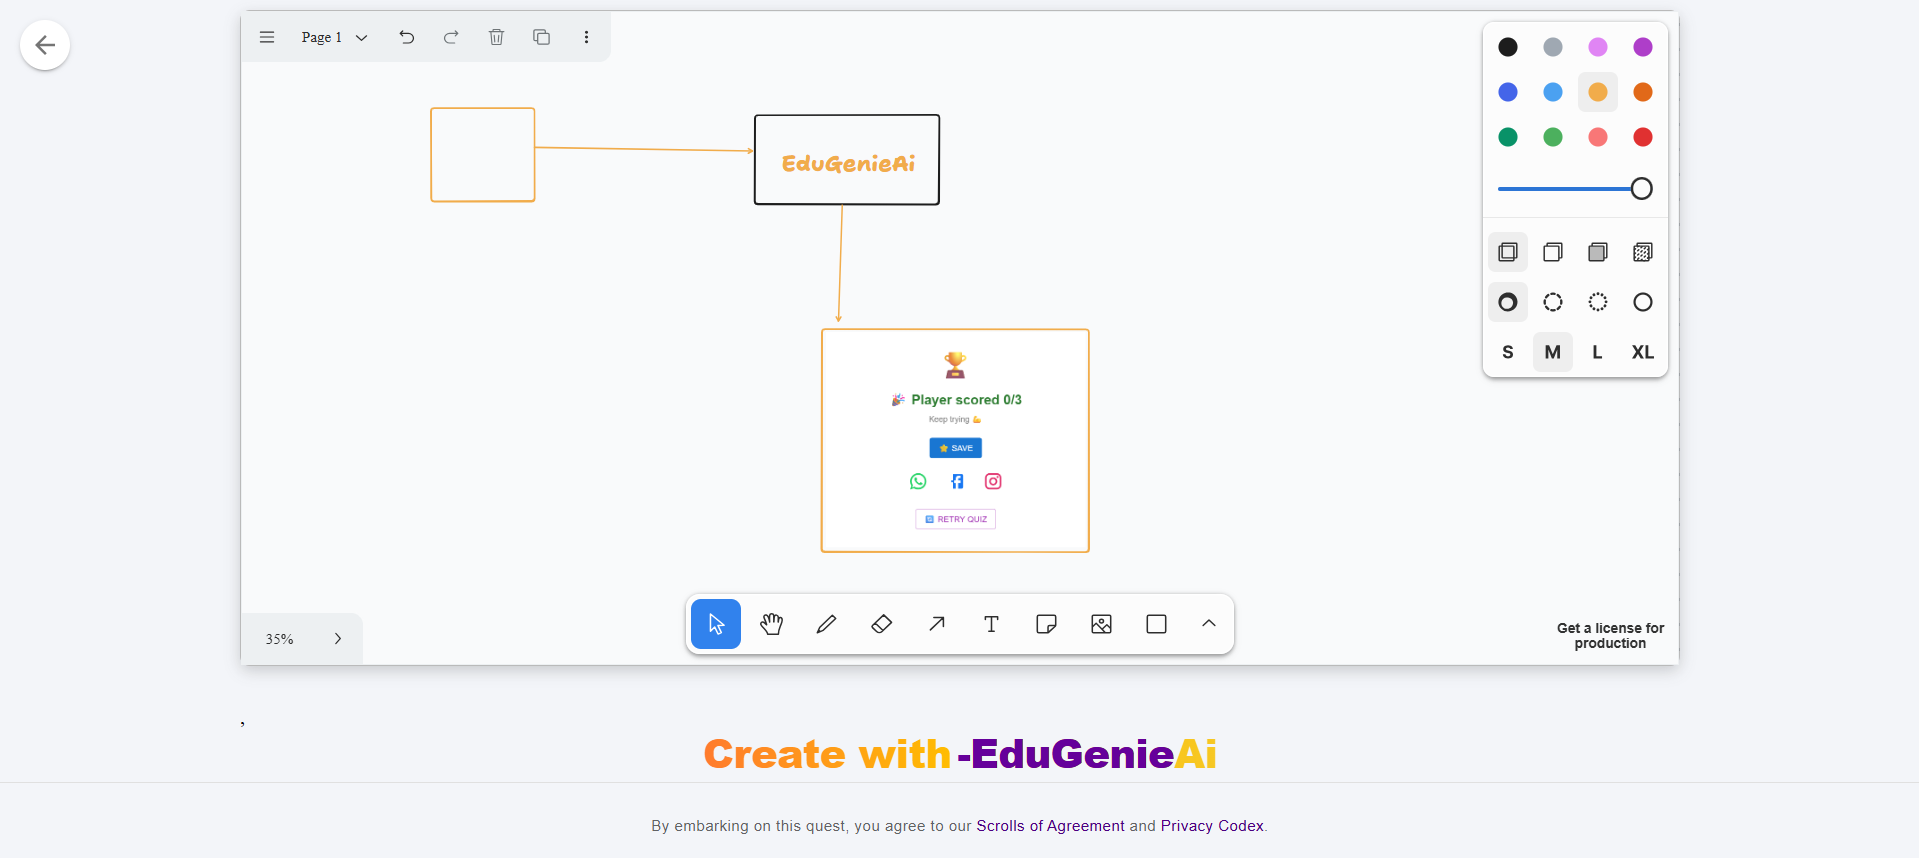 Page 1
EduGenieAi
Player scored 0/3
Keep trying
SAVE
RETRY QUIZ
S M L XL
35%
Get a license for
production
,
Create with -EduGenieAi
By embarking on this quest, you agree to our Scrolls of Agreement and Privacy Codex.